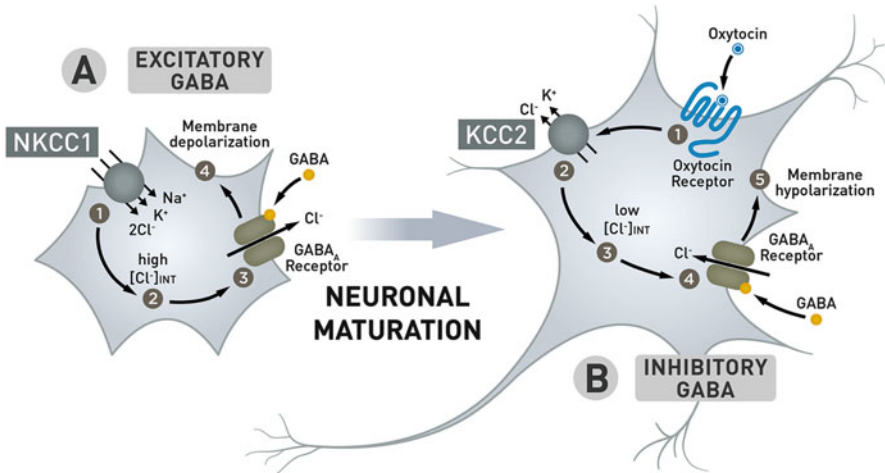 A
EXCITATORY
GABA
NKCC1
Membrane
depolarization
4
GABA
1
Na⁺
K⁺
2Cl⁻
Cl⁻
high
[Cl⁻]INT
2
3
GABAA
Receptor
NEURONAL
MATURATION
Oxytocin
K⁺
Cl⁻
KCC2
1
2
Oxytocin
Receptor
5
Membrane
hypolarization
low
[Cl⁻]INT
3
Cl⁻
4
GABAA
Receptor
GABA
B
INHIBITORY
GABA